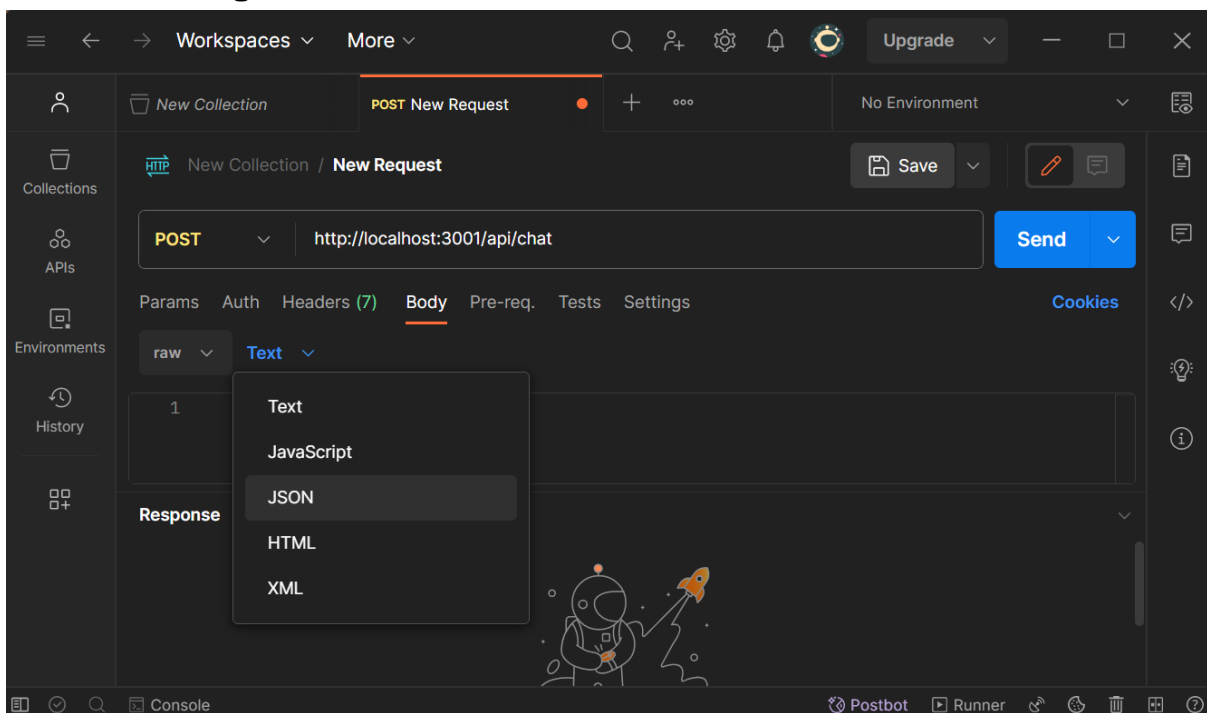 Workspaces More Upgrade
New Collection POST New Request No Environment
HTTP New Collection / New Request Save
Collections
POST http://localhost:3001/api/chat Send
APIs
Params Auth Headers (7) Body Pre-req. Tests Settings Cookies
Environments
raw Text
1
Text
History
JavaScript
JSON
Response
HTML
XML
Console Postbot Runner